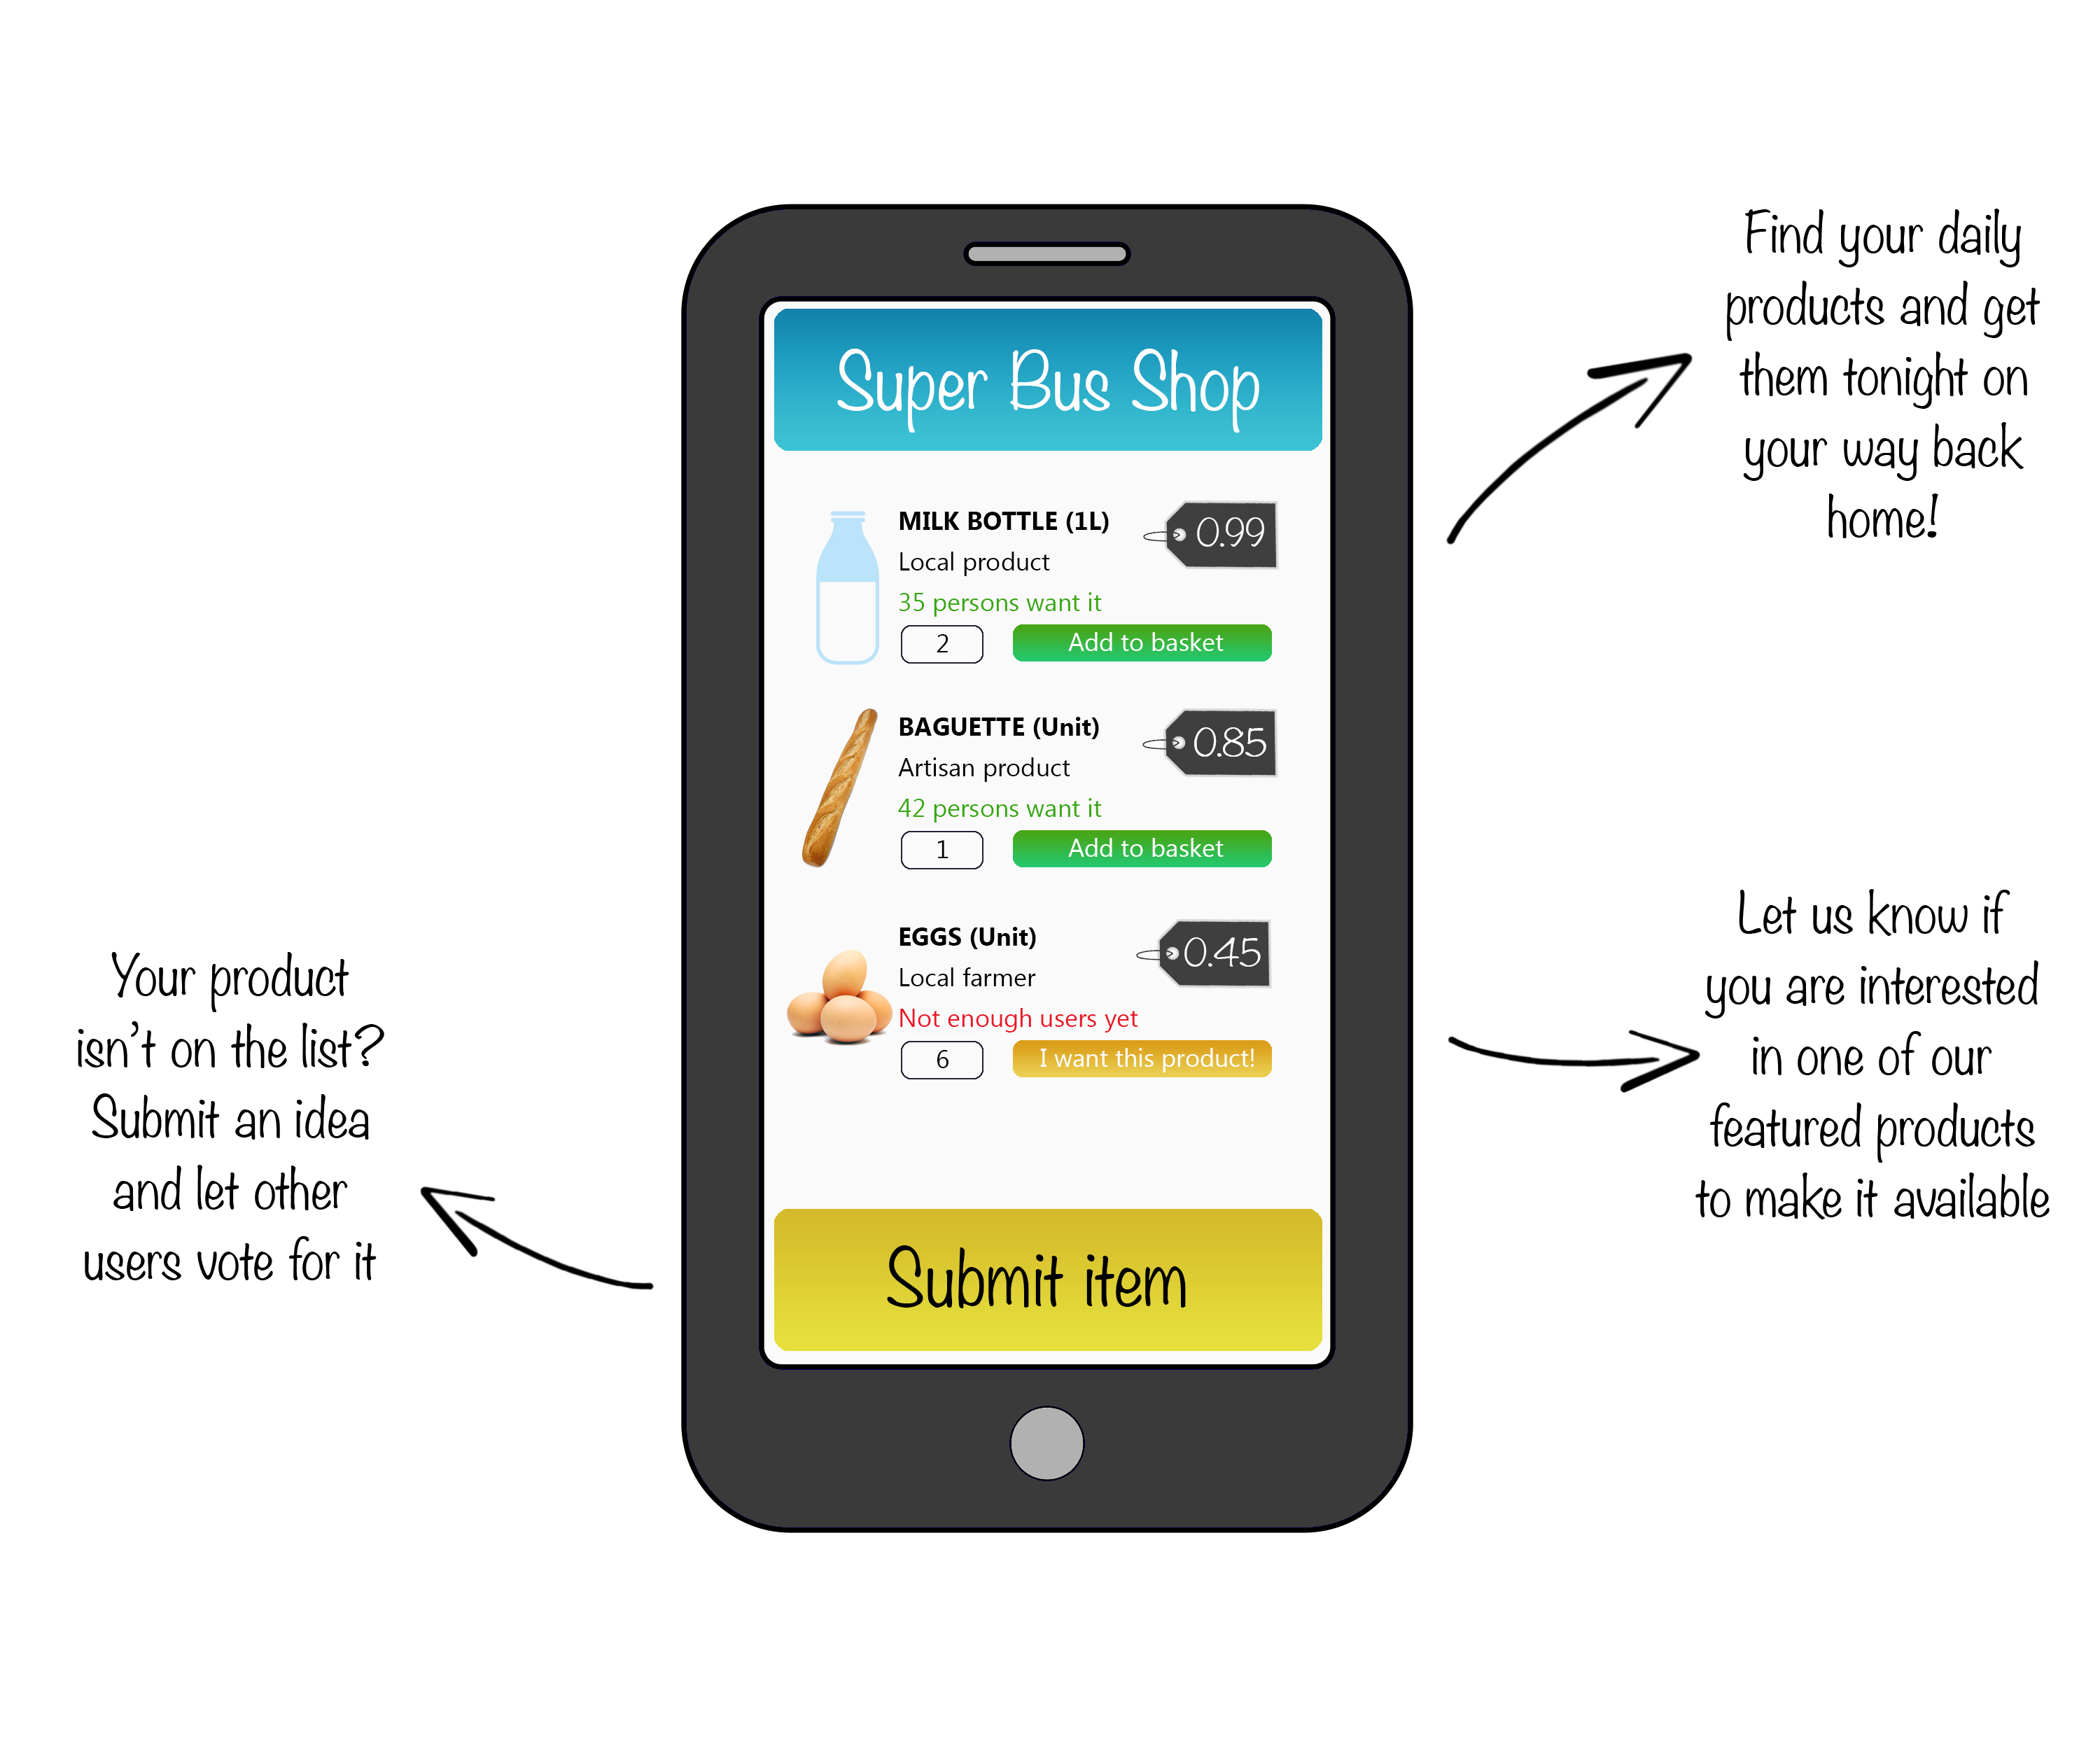 Super Bus Shop
MILK BOTTLE (1L)
0.99
Local product
35 persons want it
2
Add to basket
BAGUETTE (Unit)
0.85
Artisan product
42 persons want it
1
Add to basket
EGGS (Unit)
0.45
Local farmer
Not enough users yet
6
I want this product!
Submit item
Find your daily
products and get
them tonight on
your way back
home!
Let us know if
you are interested
in one of our
featured products
to make it available
Your product
isn't on the list?
Submit an idea
and let other
users vote for it